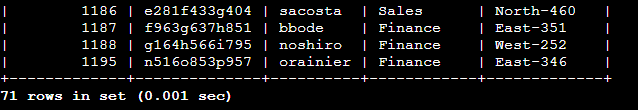 |        1186 | e281f433g404 | sacosta  | Sales      | North-460   |
|        1187 | f963g637h851 | bbode    | Finance    | East-351    |
|        1188 | g164h566i795 | noshiro  | Finance    | West-252    |
|        1195 | n516o853p957 | orainier | Finance    | East-346    |
+-------------+--------------+----------+------------+-------------+
71 rows in set (0.001 sec)